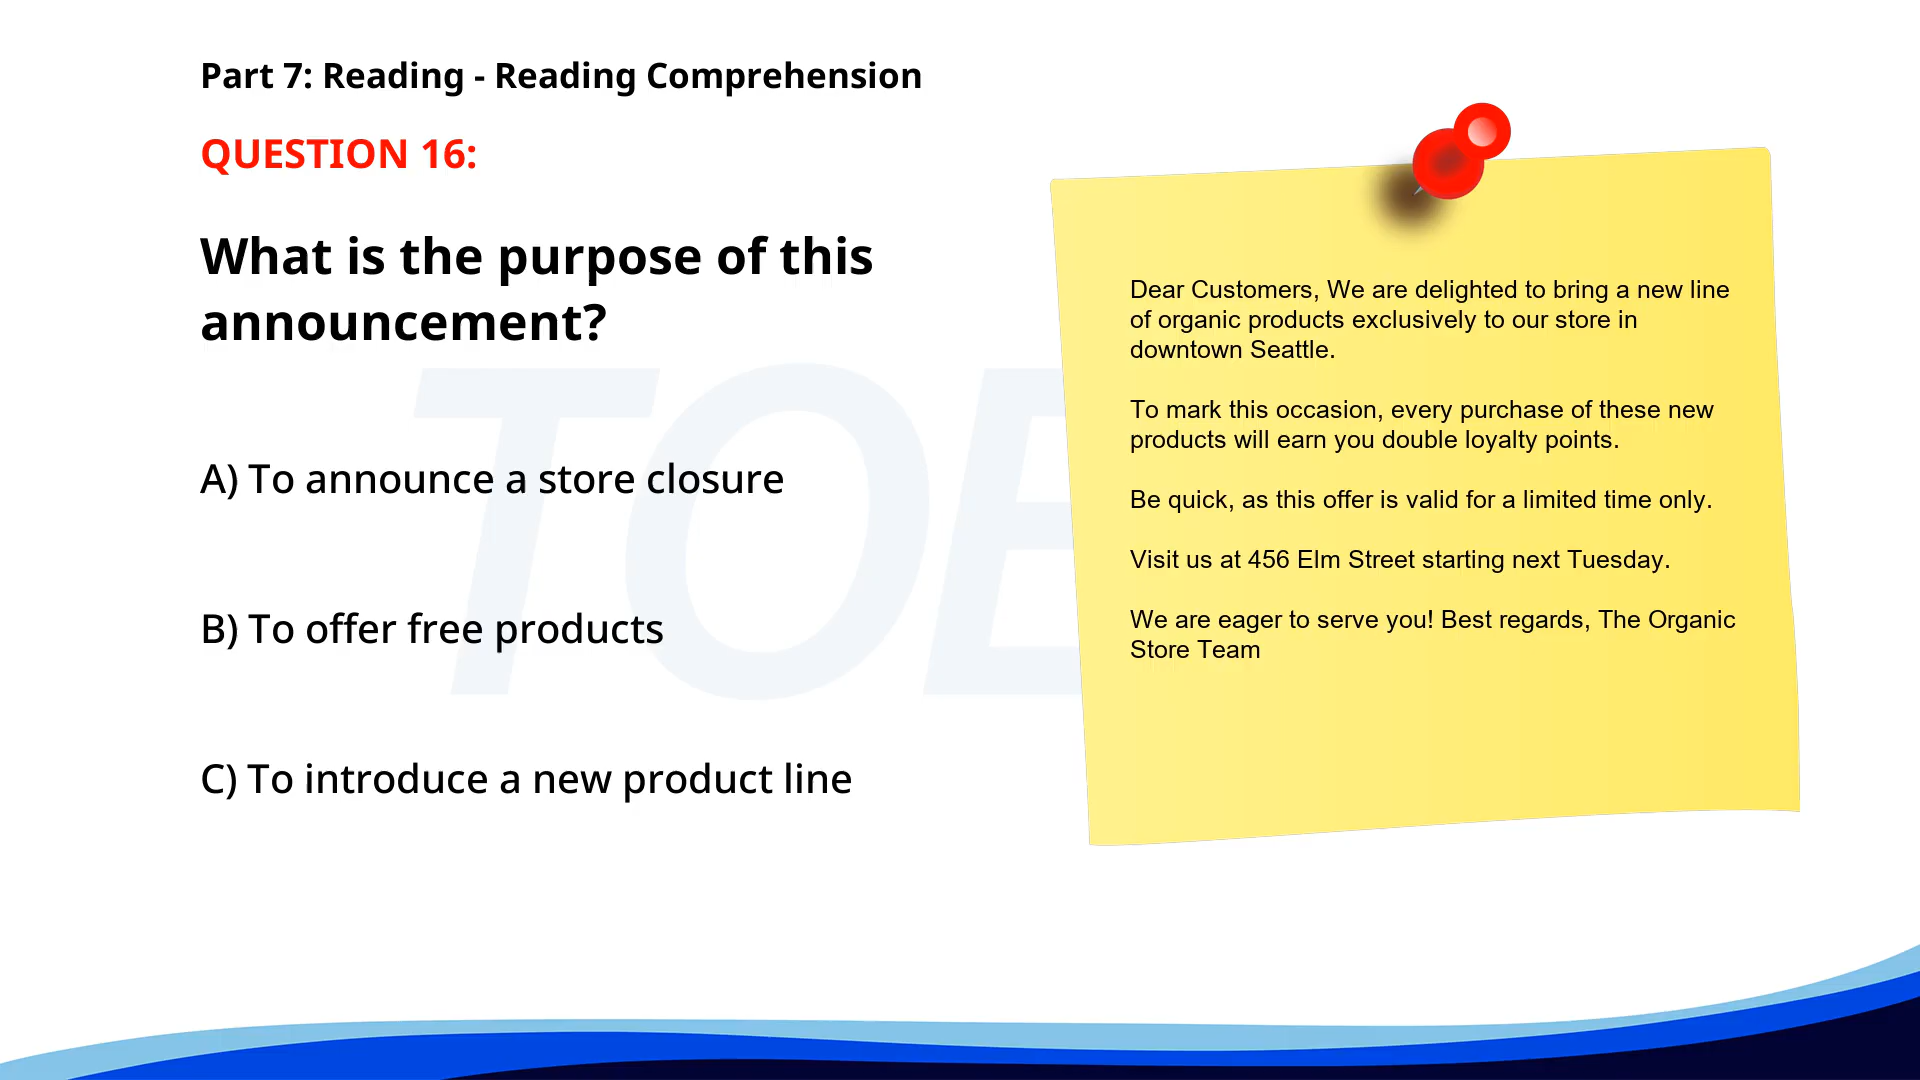 Part 7: Reading - Reading Comprehension
QUESTION 16:
What is the purpose of this
announcement?
A) To announce a store closure
B) To offer free products
C) To introduce a new product line
Dear Customers, We are delighted to bring a new line
of organic products exclusively to our store in
downtown Seattle.
To mark this occasion, every purchase of these new
products will earn you double loyalty points.
Be quick, as this offer is valid for a limited time only.
Visit us at 456 Elm Street starting next Tuesday.
We are eager to serve you! Best regards, The Organic
Store Team